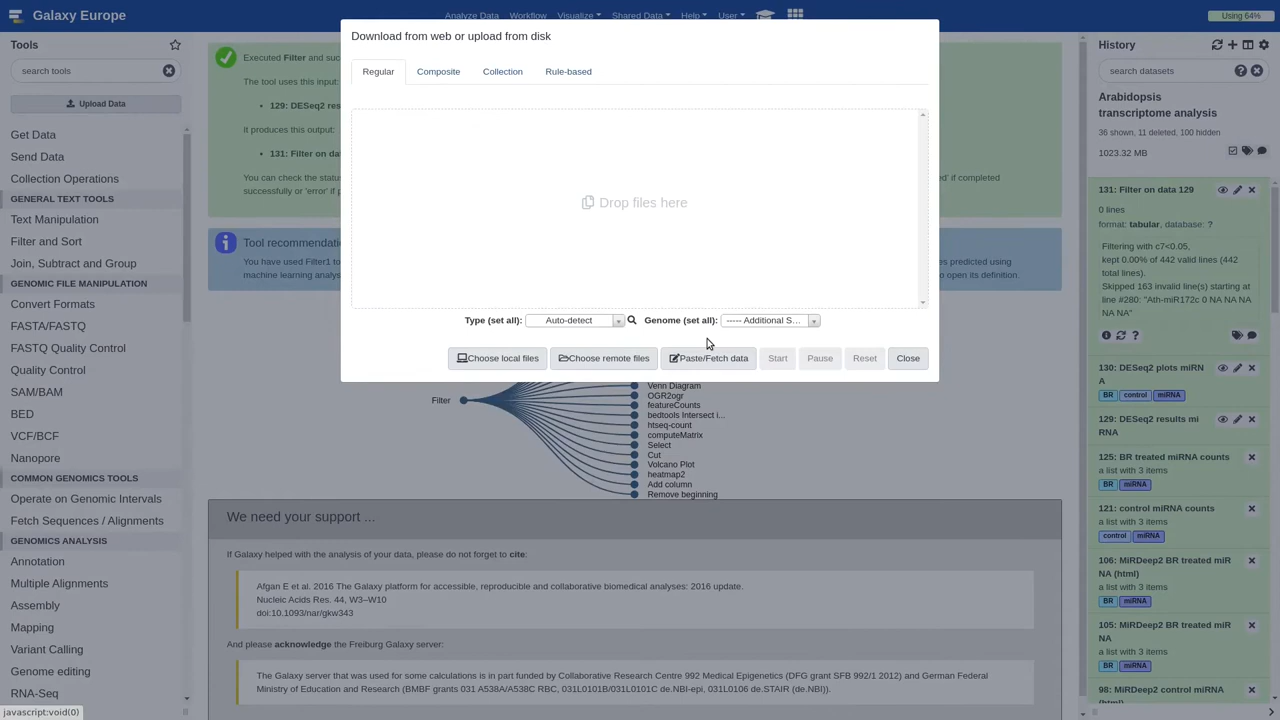 Galaxy Europe
Analyze Data Workflow Visualize Shared Data Help User
Using 64%
Tools
search tools
Upload Data
Get Data
Send Data
Collection Operations
GENERAL TEXT TOOLS
Text Manipulation
Filter and Sort
Join, Subtract and Group
GENOMIC FILE MANIPULATION
Convert Formats
FASTA/FASTQ
FASTQ Quality Control
Quality Control
SAM/BAM
BED
VCF/BCF
Nanopore
COMMON GENOMICS TOOLS
Operate on Genomic Intervals
Fetch Sequences / Alignments
GENOMICS ANALYSIS
Annotation
Multiple Alignments
Assembly
Mapping
Variant Calling
Genome editing
RNA-Seq
javascript:void(0)
Executed Filter and suc
The tool uses this input:
129: DESeq2 res
It produces this output:
131: Filter on dat
You can check the status
successfully or 'error' if p
ed' if completed
Tool recommendatio
You have used Filter1 to
machine learning analys
es predicted using
to open its definition.
Download from web or upload from disk
Regular Composite Collection Rule-based
Drop files here
Type (set all): Auto-detect Genome (set all): ----- Additional S...
Choose local files Choose remote files Paste/Fetch data Start Pause Reset Close
Filter
Venn Diagram
OGR2ogr
featureCounts
bedtools Intersect i...
htseq-count
computeMatrix
Select
Cut
Volcano Plot
heatmap2
Add column
Remove beginning
We need your support ...
If Galaxy helped with the analysis of your data, please do not forget to cite:
Afgan E et al. 2016 The Galaxy platform for accessible, reproducible and collaborative biomedical analyses: 2016 update.
Nucleic Acids Res. 44, W3–W10
doi:10.1093/nar/gkw343
And please acknowledge the Freiburg Galaxy server:
The Galaxy server that was used for some calculations is in part funded by Collaborative Research Centre 992 Medical Epigenetics (DFG grant SFB 992/1 2012) and German
Federal Ministry of Education and Research (BMBF grants 031 A538A/A538C RBC, 031L0101B/031L0101C de.NBI-epi, 031L0106 de.STAIR (de.NBI)).
History
search datasets
Arabidopsis
transcriptome analysis
36 shown, 11 deleted, 100 hidden
1023.32 MB
131: Filter on data 129
0 lines
format: tabular, database: ?
Filtering with c7<0.05,
kept 0.00% of 442 valid lines (442
total lines).
Skipped 163 invalid line(s) starting at
line #280: "Ath-miR172c 0 NA NA NA
NA NA"
130: DESeq2 plots miRN
A
BR control miRNA
129: DESeq2 results mi
RNA
125: BR treated miRNA counts
a list with 3 items
BR miRNA
121: control miRNA counts
a list with 3 items
control miRNA
106: MiRDeep2 BR treated miR
NA (html)
a list with 3 items
BR miRNA
105: MiRDeep2 BR treated miR
NA
a list with 3 items
BR miRNA
98: MiRDeep2 control miRNA
(html)